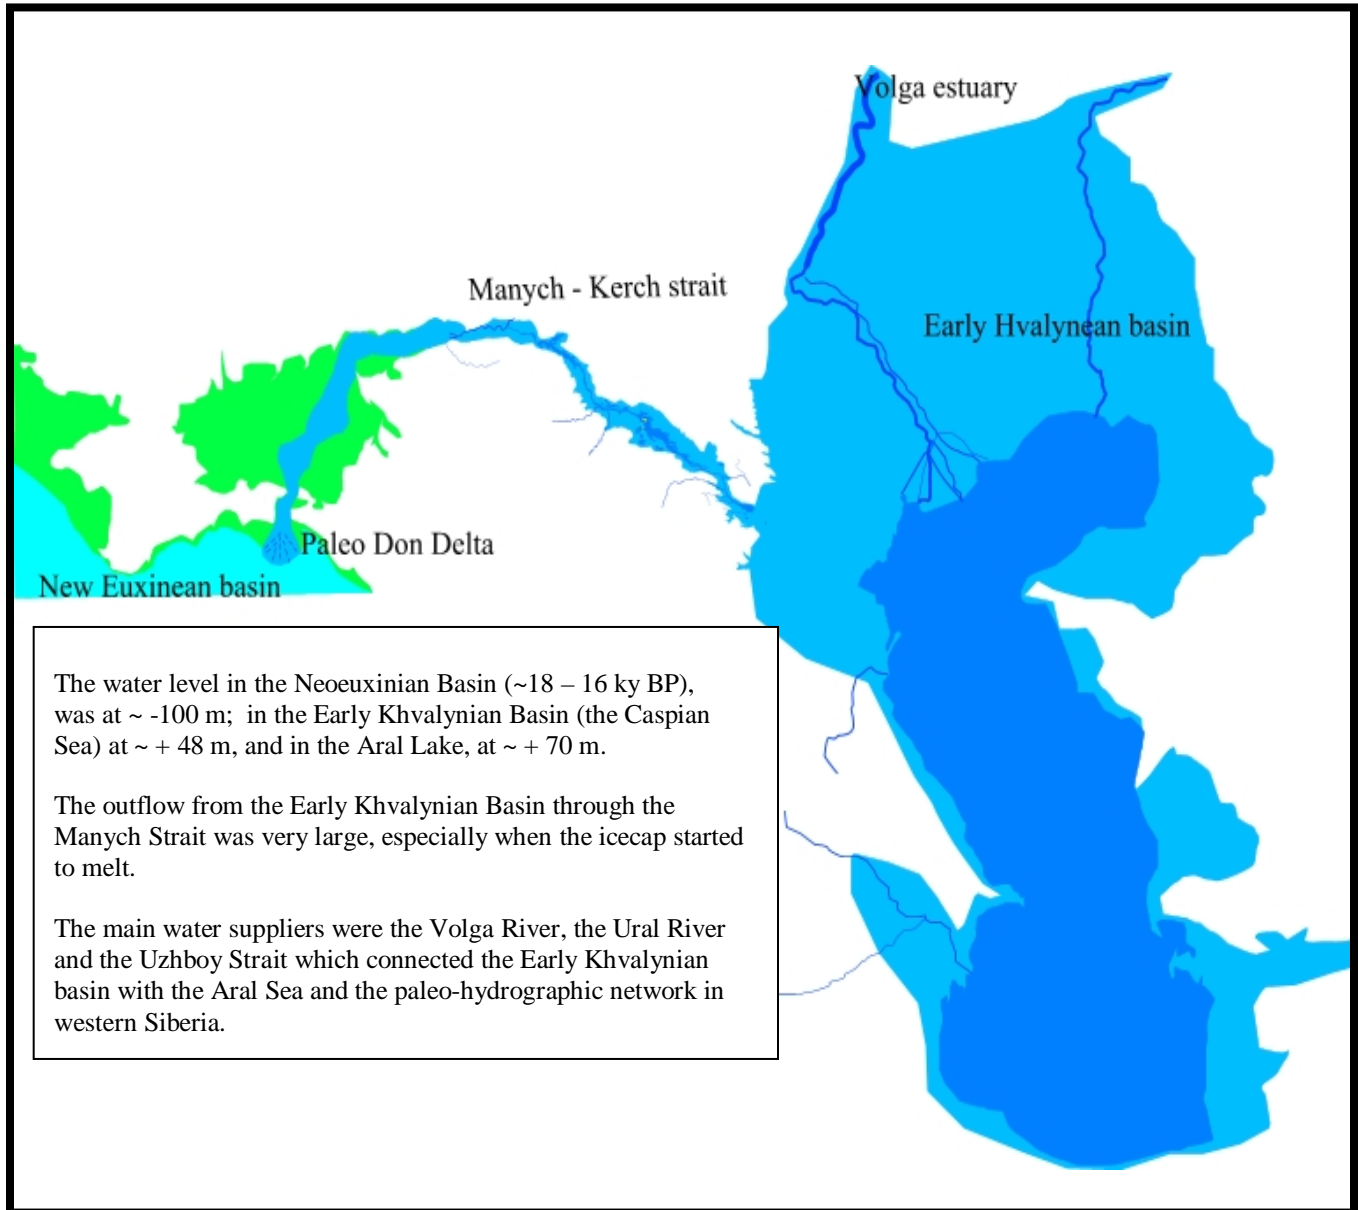 Volga estuary
Manych - Kerch strait
Early Hvalynean basin
Paleo Don Delta
New Euxinean basin
The water level in the Neoeuxinian Basin (~18 – 16 ky BP),
was at ~ -100 m;  in the Early Khvalynian Basin (the Caspian
Sea) at ~ + 48 m, and in the Aral Lake, at ~ + 70 m.
The outflow from the Early Khvalynian Basin through the
Manych Strait was very large, especially when the icecap started
to melt.
The main water suppliers were the Volga River, the Ural River
and the Uzhboy Strait which connected the Early Khvalynian
basin with the Aral Sea and the paleo-hydrographic network in
western Siberia.